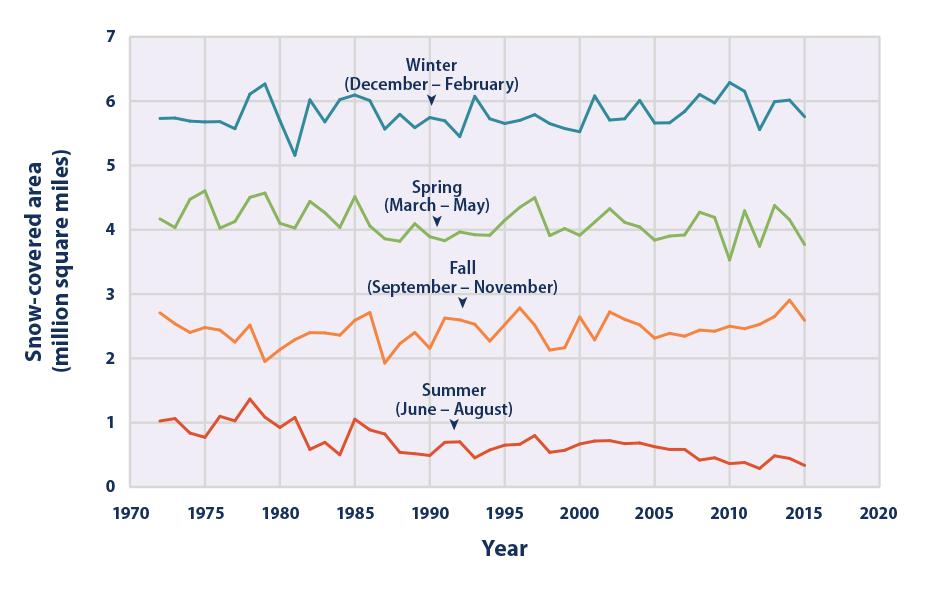 7
6
5
4
3
2
1
0
Snow-covered area
(million square miles)
Winter
(December – February)
Spring
(March – May)
Fall
(September – November)
Summer
(June – August)
1970 1975 1980 1985 1990 1995 2000 2005 2010 2015 2020
Year